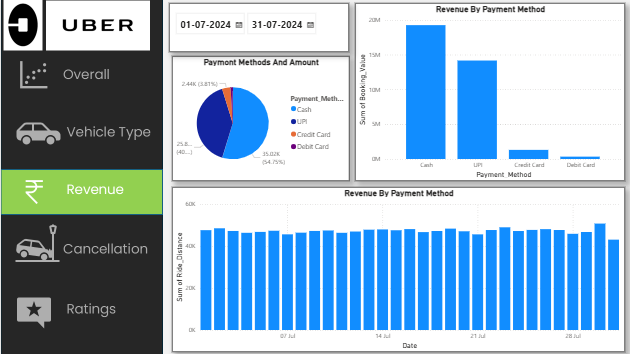 UBER
Overall
Vehicle Type
Revenue
Cancellation
Ratings
01-07-2024
31-07-2024
Paymont Methods And Amount
2.44K (3.81%)
25.8...
(40....)
35.02K
(54.75%)
Payment_Meth...
Cash
UPI
Credit Card
Debit Card
Revenue By Payment Method
Sum of Booking_Value
20M
15M
10M
5M
0M
Cash
UPI
Credit Card
Debit Card
Payment_Method
Revenue By Payment Method
Sum of Ride_Distance
60K
40K
20K
0K
07 Jul
14 Jul
21 Jul
28 Jul
Date